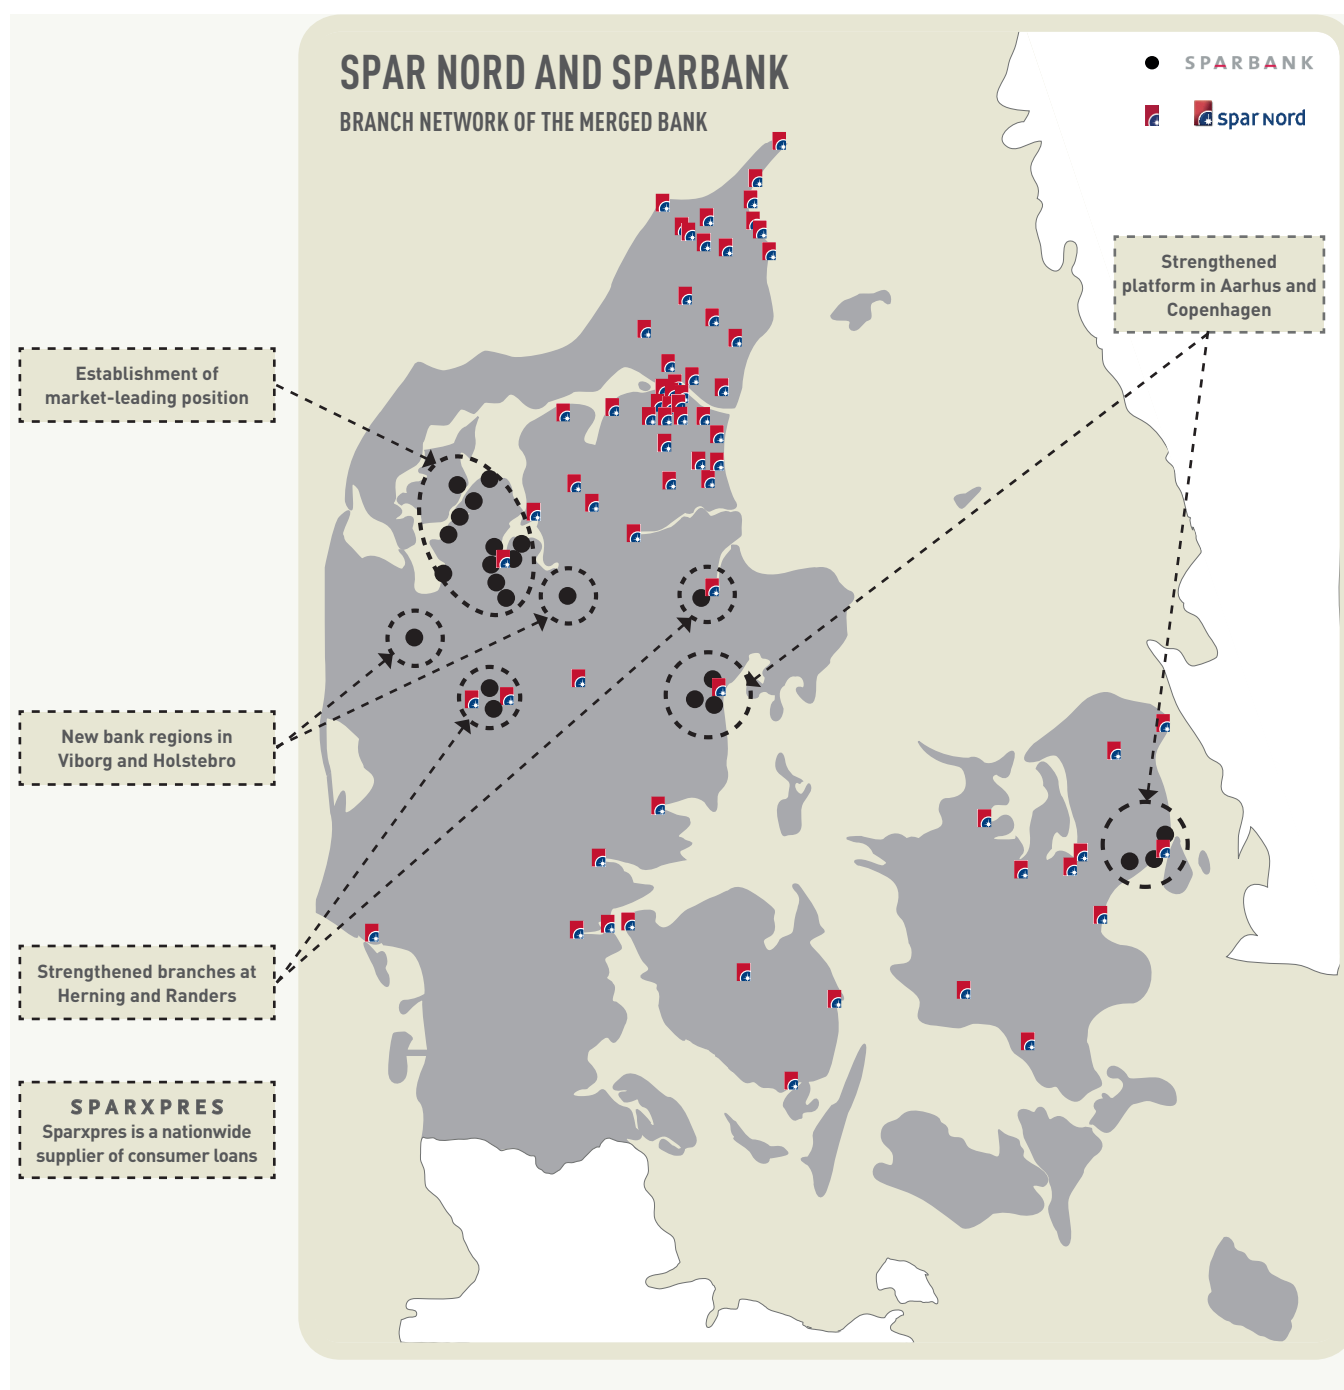 SPAR NORD AND SPARBANK
BRANCH NETWORK OF THE MERGED BANK
SPARBANK
spar nord
Strengthened
platform in Aarhus and
Copenhagen
Establishment of
market-leading position
New bank regions in
Viborg and Holstebro
Strengthened branches at
Herning and Randers
SPARXPRES
Sparxpres is a nationwide
supplier of consumer loans